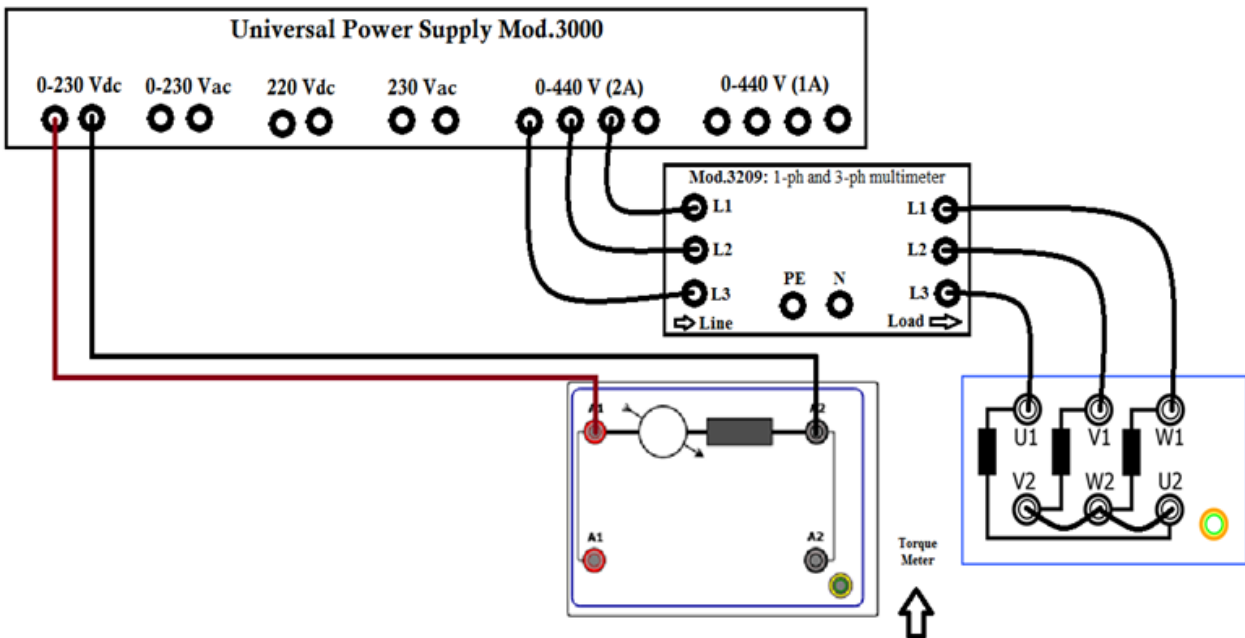 Universal Power Supply Mod.3000
0-230 Vdc 0-230 Vac 220 Vdc 230 Vac 0-440 V (2A) 0-440 V (1A)
Mod.3209: 1-ph and 3-ph multimeter
L1 L1
L2 L2
L3 PE N L3
Line Load
A1 A2
U1 V1 W1
V2 W2 U2
A1 A2
Torque
Meter